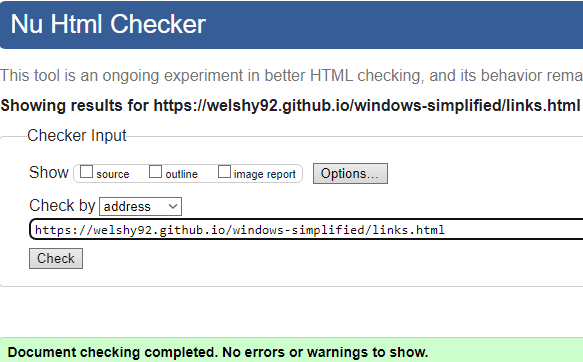 Nu Html Checker
This tool is an ongoing experiment in better HTML checking, and its behavior rema
Showing results for https://welshy92.github.io/windows-simplified/links.html
Checker Input
Show source outline image report Options...
Check by address
https://welshy92.github.io/windows-simplified/links.html
Check
Document checking completed. No errors or warnings to show.